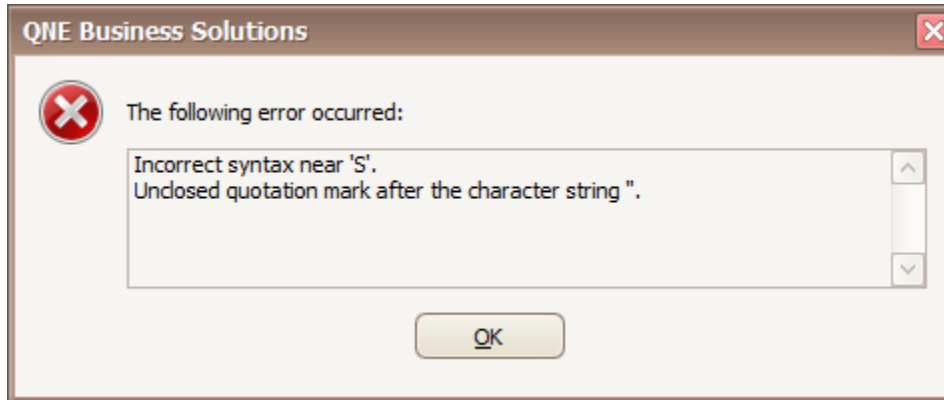 QNE Business Solutions
The following error occurred:
Incorrect syntax near 'S'.
Unclosed quotation mark after the character string ''.
OK